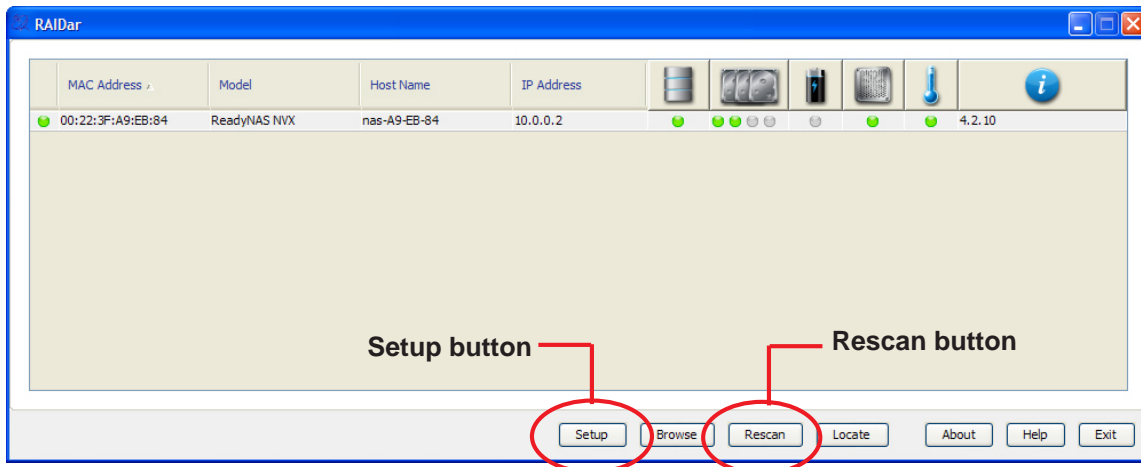 RAIDar
MAC Address Model Host Name IP Address
00:22:3F:A9:EB:84 ReadyNAS NVX nas-A9-EB-84 10.0.0.2 4.2.10
Setup button Rescan button
Setup Browse Rescan Locate About Help Exit